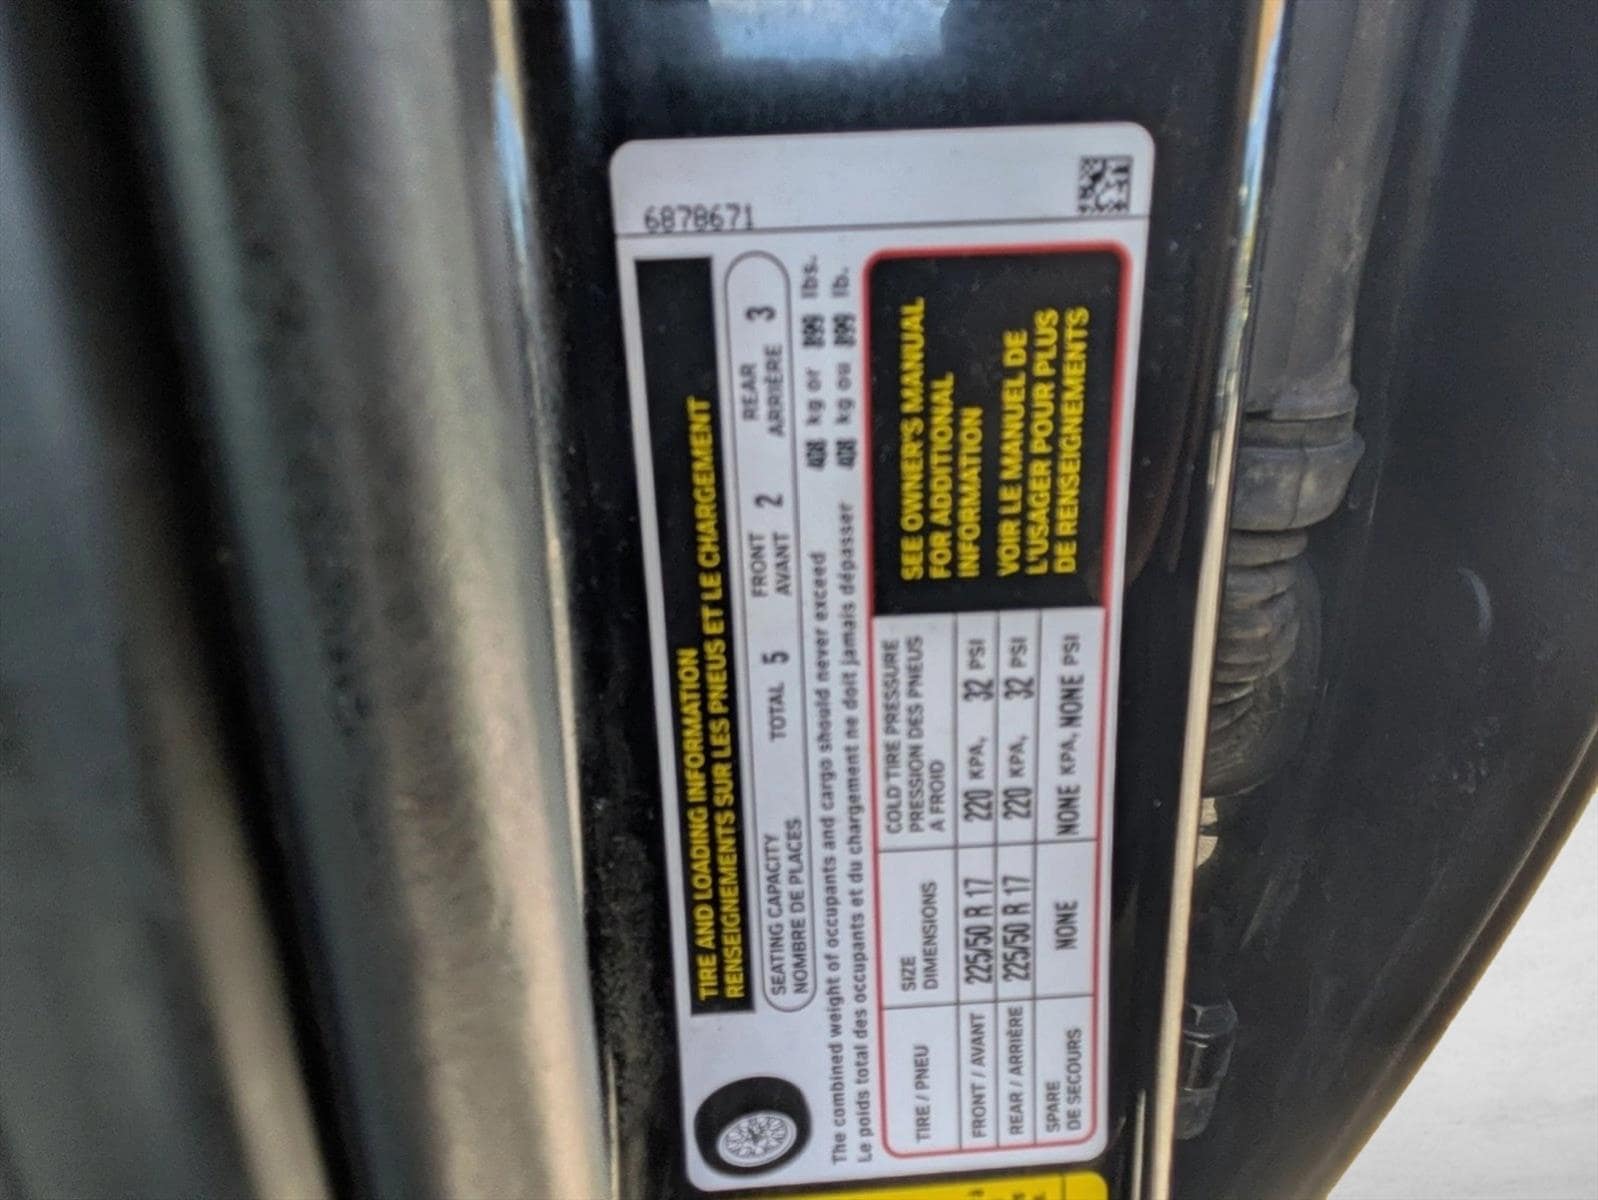 6878671
TIRE AND LOADING INFORMATION
RENSEIGNEMENTS SUR LES PNEUS ET LE CHARGEMENT
SEATING CAPACITY
NOMBRE DE PLACES
TOTAL 5
FRONT
AVANT 2
REAR
ARRIÈRE 3
The combined weight of occupants and cargo should never exceed 408 kg or 899 lbs.
Le poids total des occupants et du chargement ne doit jamais dépasser 408 kg ou 899 lb.
TIRE / PNEU
SIZE
DIMENSIONS
COLD TIRE PRESSURE
PRESSION DES PNEUS
A FROID
FRONT / AVANT 225/50 R 17 220 KPA, 32 PSI
REAR / ARRIÈRE 225/50 R 17 220 KPA, 32 PSI
SPARE
DE SECOURS NONE NONE KPA, NONE PSI
SEE OWNER'S MANUAL
FOR ADDITIONAL
INFORMATION
VOIR LE MANUEL DE
L'USAGER POUR PLUS
DE RENSEIGNEMENTS